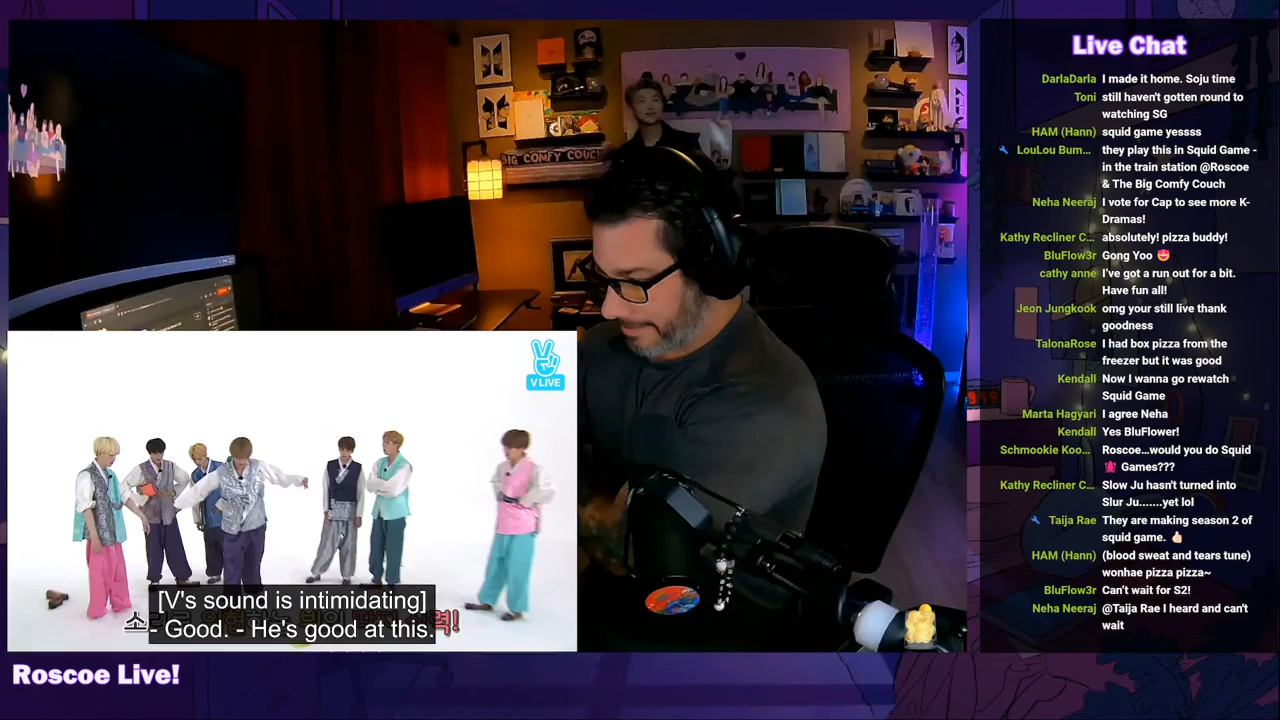 Live Chat
DarlaDarla I made it home. Soju time
Toni still haven't gotten round to
watching SG
HAM (Hann) squid game yessss
LouLou Bum... they play this in Squid Game -
in the train station @Roscoe
& The Big Comfy Couch
Neha Neeraj I vote for Cap to see more K-
Dramas!
Kathy Recliner C... absolutely! pizza buddy!
BluFlow3r Gong Yoo 🤩
cathy anne I've got a run out for a bit.
Have fun all!
Jeon Jungkook omg your still live thank
goodness
TalonaRose I had box pizza from the
freezer but it was good
Kendall Now I wanna go rewatch
Squid Game
Marta Hagyari I agree Neha
Kendall Yes BluFlower!
Schmookie Koo... Roscoe...would you do Squid
🦑 Games???
Kathy Recliner C... Slow Ju hasn't turned into
Slur Ju.......yet lol
Taija Rae They are making season 2 of
squid game. 👍🏻
HAM (Hann) (blood sweat and tears tune)
wonhae pizza pizza~
BluFlow3r Can't wait for S2!
Neha Neeraj @Taija Rae I heard and can't
wait
BIG COMFY COUCH
V LIVE
[V's sound is intimidating]
- Good. - He's good at this.
Roscoe Live!
9:59